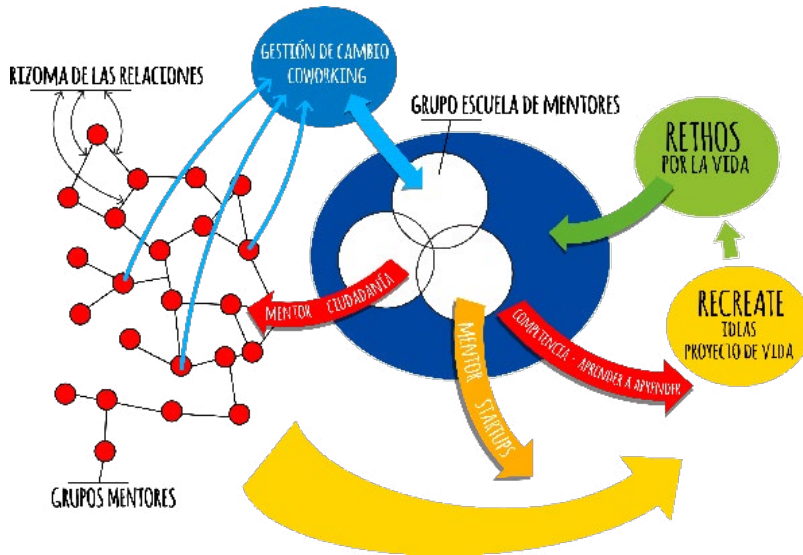 GESTIÓN DE CAMBIO
COWORKING
RIZOMA DE LAS RELACIONES
GRUPO ESCUELA DE MENTORES
RETHOS
POR LA VIDA
MENTOR CIUDADANÍA
RECREATE
IDEAS
PROYECTO DE VIDA
COMPETENCIA - APRENDER A APRENDER
MENTOR STARTUPS
GRUPOS MENTORES